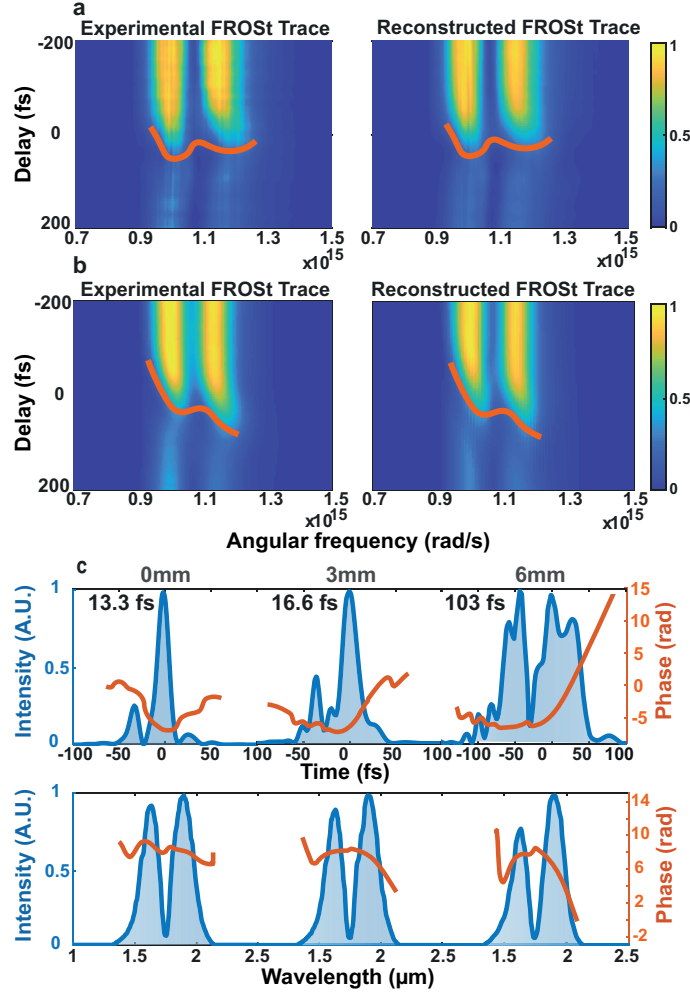 a
Experimental FROSt Trace Reconstructed FROSt Trace
-200
0
200
Delay (fs)
0.7 0.9 1.1 1.3 1.5
x10^15
0.7 0.9 1.1 1.3 1.5
x10^15
1
0.5
0
b
Experimental FROSt Trace Reconstructed FROSt Trace
-200
0
200
Delay (fs)
0.7 0.9 1.1 1.3 1.5
x10^15
0.7 0.9 1.1 1.3 1.5
x10^15
1
0.5
0
Angular frequency (rad/s)
c
0mm 3mm 6mm
13.3 fs 16.6 fs 103 fs
Intensity (A.U.)
1
0.5
0
Phase (rad)
15
10
5
0
-5
-100 -50 0 50 -100 -50 0 50 100 -100 -50 0 50 100
Time (fs)
Intensity (A.U.)
1
0.5
0
Phase (rad)
14
10
6
2
-2
1 1.5 2 2.5 1.5 2 2.5 1.5 2 2.5
Wavelength (μm)